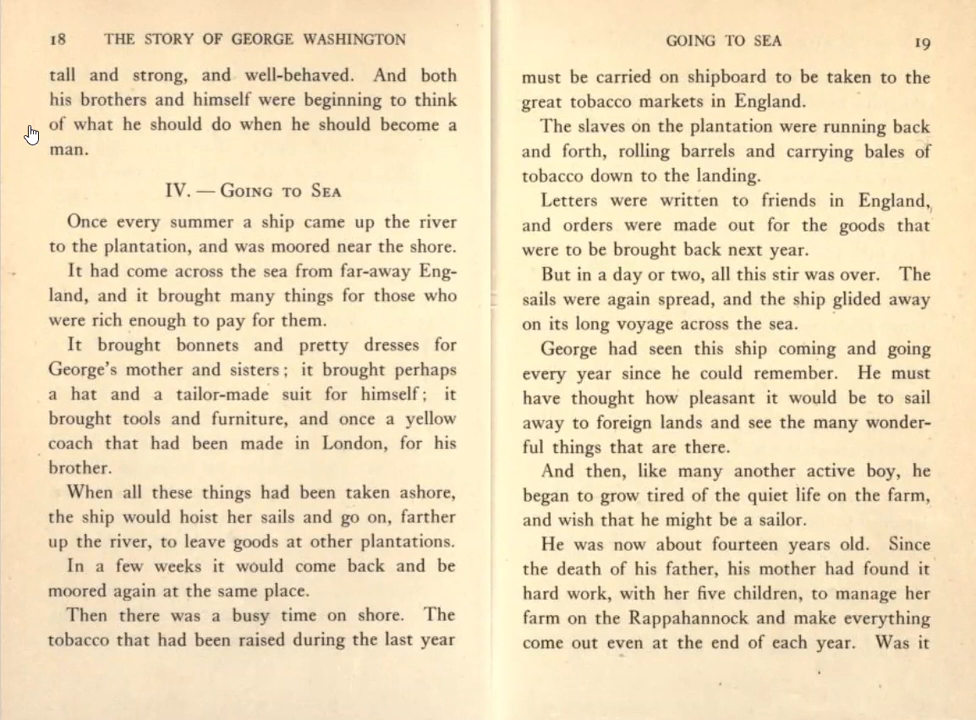 18 THE STORY OF GEORGE WASHINGTON
tall and strong, and well-behaved. And both
his brothers and himself were beginning to think
of what he should do when he should become a
man.
IV. — GOING TO SEA
Once every summer a ship came up the river
to the plantation, and was moored near the shore.
It had come across the sea from far-away Eng-
land, and it brought many things for those who
were rich enough to pay for them.
It brought bonnets and pretty dresses for
George's mother and sisters; it brought perhaps
a hat and a tailor-made suit for himself; it
brought tools and furniture, and once a yellow
coach that had been made in London, for his
brother.
When all these things had been taken ashore,
the ship would hoist her sails and go on, farther
up the river, to leave goods at other plantations.
In a few weeks it would come back and be
moored again at the same place.
Then there was a busy time on shore. The
tobacco that had been raised during the last year
GOING TO SEA 19
must be carried on shipboard to be taken to the
great tobacco markets in England.
The slaves on the plantation were running back
and forth, rolling barrels and carrying bales of
tobacco down to the landing.
Letters were written to friends in England,
and orders were made out for the goods that
were to be brought back next year.
But in a day or two, all this stir was over. The
sails were again spread, and the ship glided away
on its long voyage across the sea.
George had seen this ship coming and going
every year since he could remember. He must
have thought how pleasant it would be to sail
away to foreign lands and see the many wonder-
ful things that are there.
And then, like many another active boy, he
began to grow tired of the quiet life on the farm,
and wish that he might be a sailor.
He was now about fourteen years old. Since
the death of his father, his mother had found it
hard work, with her five children, to manage her
farm on the Rappahannock and make everything
come out even at the end of each year. Was it